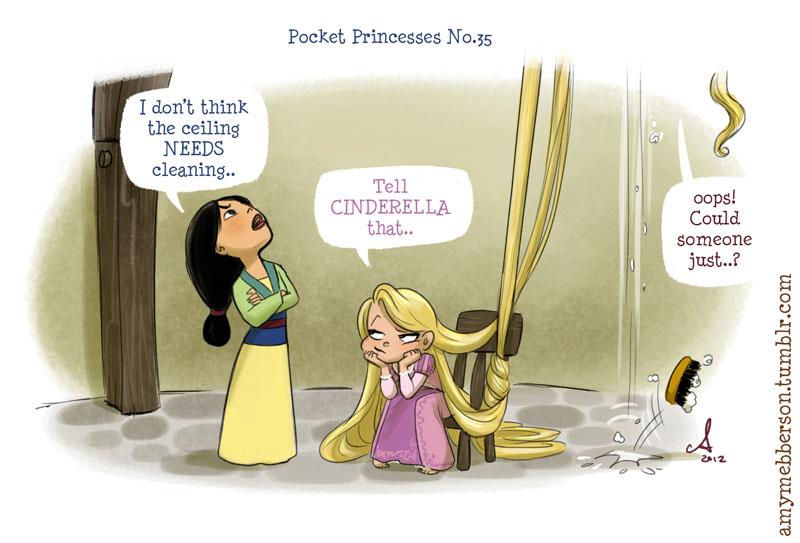 Pocket Princesses No.35
I don't think
the ceiling
NEEDS
cleaning..
Tell
CINDERELLA
that..
oops!
Could
someone
just..?
A
2012
amymebberson.tumblr.com